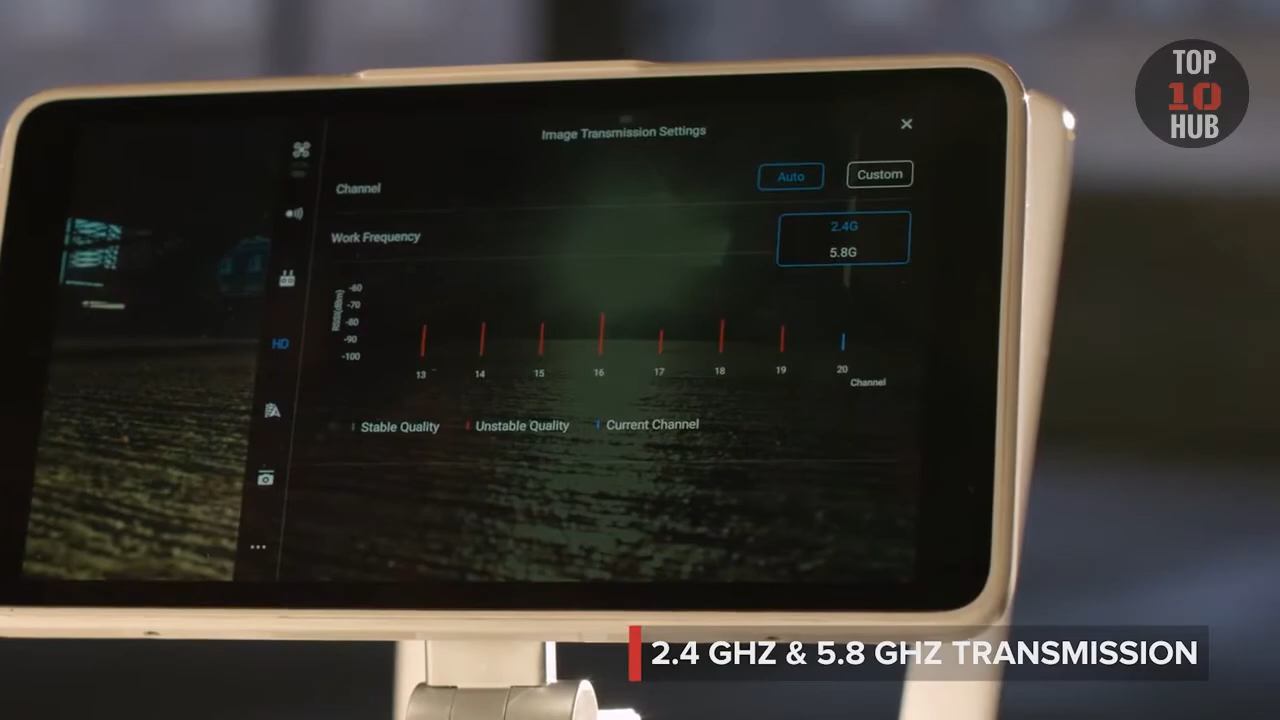 TOP
10
HUB
Image Transmission Settings
Channel
Auto
Custom
Work Frequency
2.4G
5.8G
RSSI(dBm)
-60
-70
-80
-90
-100
13
14
15
16
17
18
19
20
Channel
HD
Stable Quality
Unstable Quality
Current Channel
2.4 GHZ & 5.8 GHZ TRANSMISSION